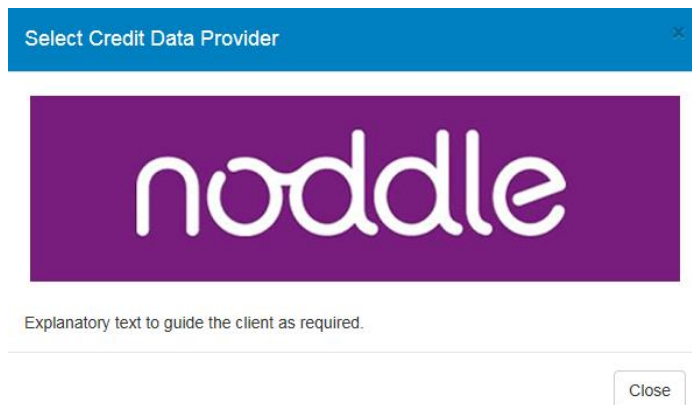 Select Credit Data Provider
×
noddle
Explanatory text to guide the client as required.
Close